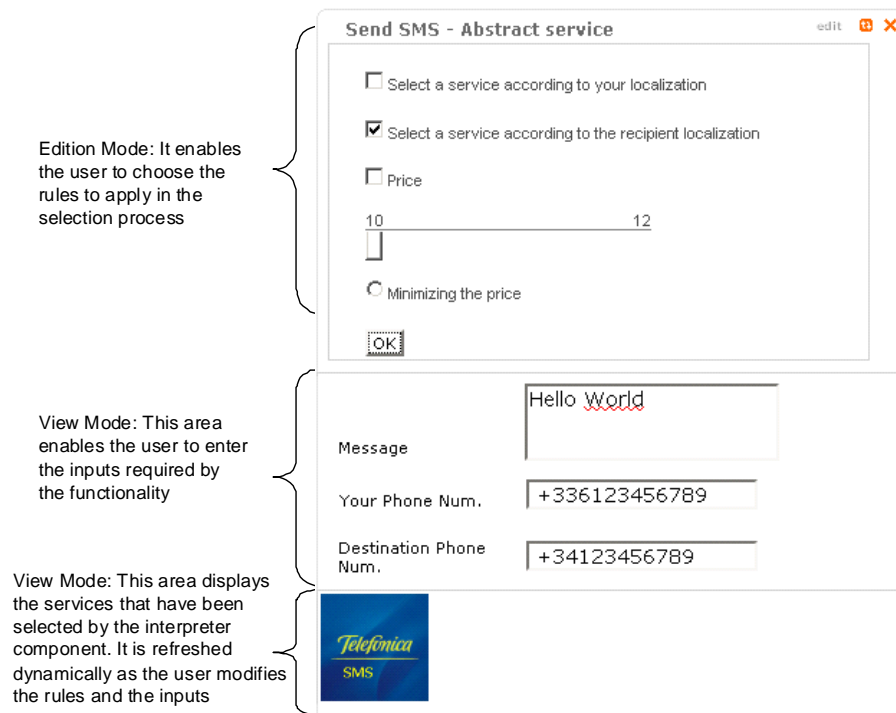 Send SMS - Abstract service
edit
Select a service according to your localization
Select a service according to the recipient localization
Price
10 12
Minimizing the price
OK
Edition Mode: It enables
the user to choose the
rules to apply in the
selection process
Hello World
Message
Your Phone Num.
+336123456789
Destination Phone
Num.
+34123456789
View Mode: This area
enables the user to enter
the inputs required by
the functionality
Telefónica
SMS
View Mode: This area displays
the services that have been
selected by the interpreter
component. It is refreshed
dynamically as the user modifies
the rules and the inputs